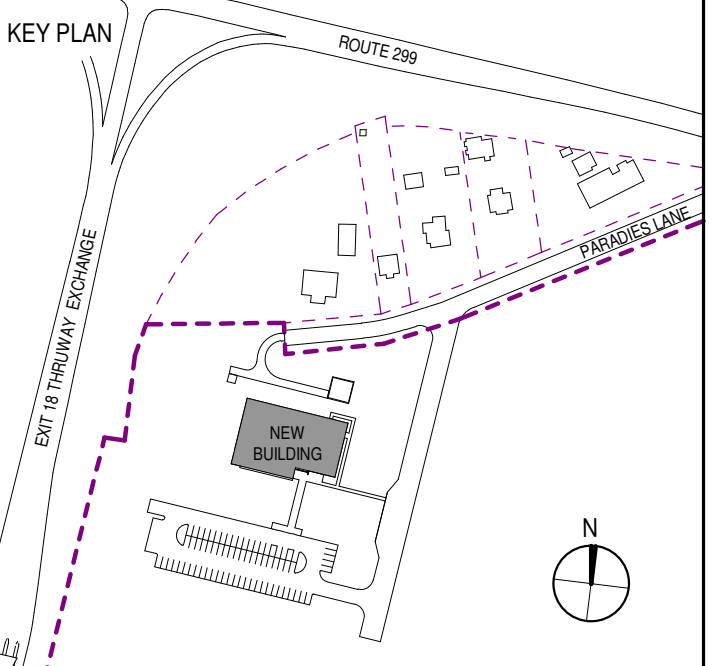 KEY PLAN
ROUTE 299
PARADIES LANE
EXIT 18 THRUWAY EXCHANGE
NEW
BUILDING
N